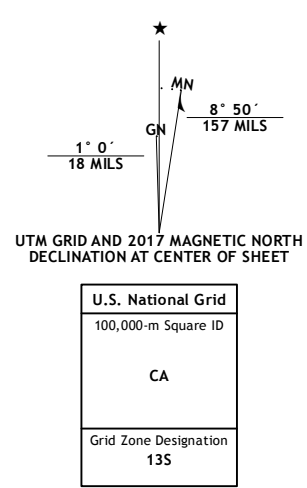 ★
MN
8° 50´
157 MILS
GN
1° 0´
18 MILS
UTM GRID AND 2017 MAGNETIC NORTH
DECLINATION AT CENTER OF SHEET
U.S. National Grid
100,000-m Square ID
CA
Grid Zone Designation
13S